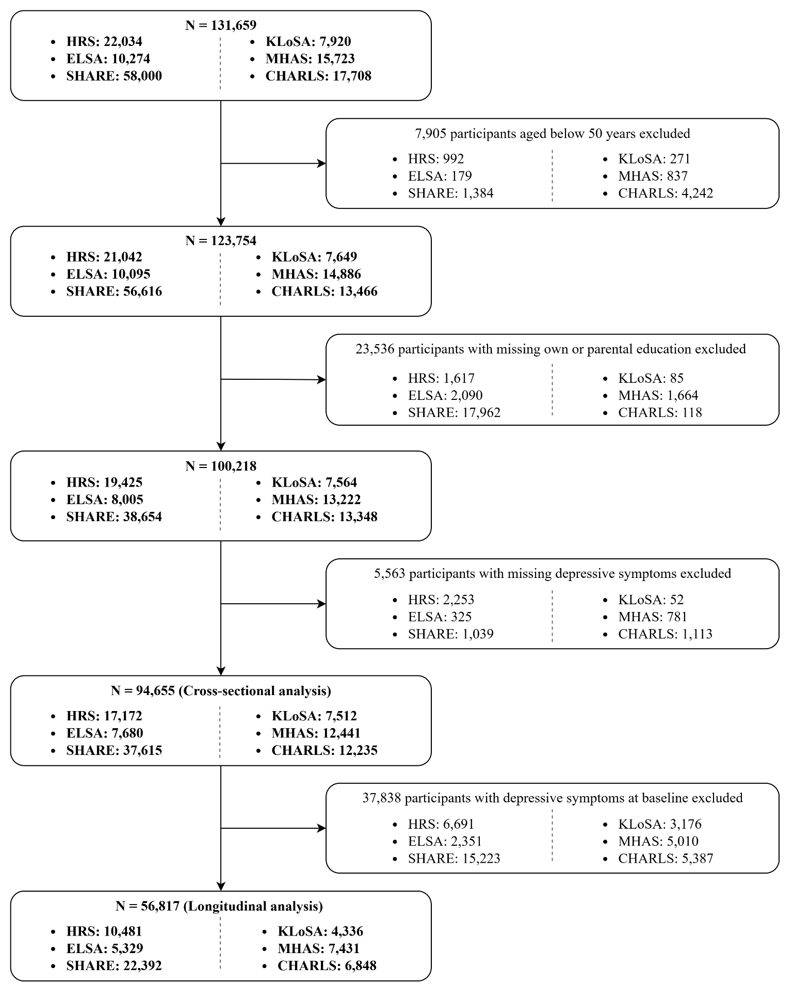 N = 131,659
• HRS: 22,034
• ELSA: 10,274
• SHARE: 58,000
• KLoSA: 7,920
• MHAS: 15,723
• CHARLS: 17,708
7,905 participants aged below 50 years excluded
• HRS: 992
• ELSA: 179
• SHARE: 1,384
• KLoSA: 271
• MHAS: 837
• CHARLS: 4,242
N = 123,754
• HRS: 21,042
• ELSA: 10,095
• SHARE: 56,616
• KLoSA: 7,649
• MHAS: 14,886
• CHARLS: 13,466
23,536 participants with missing own or parental education excluded
• HRS: 1,617
• ELSA: 2,090
• SHARE: 17,962
• KLoSA: 85
• MHAS: 1,664
• CHARLS: 118
N = 100,218
• HRS: 19,425
• ELSA: 8,005
• SHARE: 38,654
• KLoSA: 7,564
• MHAS: 13,222
• CHARLS: 13,348
5,563 participants with missing depressive symptoms excluded
• HRS: 2,253
• ELSA: 325
• SHARE: 1,039
• KLoSA: 52
• MHAS: 781
• CHARLS: 1,113
N = 94,655 (Cross-sectional analysis)
• HRS: 17,172
• ELSA: 7,680
• SHARE: 37,615
• KLoSA: 7,512
• MHAS: 12,441
• CHARLS: 12,235
37,838 participants with depressive symptoms at baseline excluded
• HRS: 6,691
• ELSA: 2,351
• SHARE: 15,223
• KLoSA: 3,176
• MHAS: 5,010
• CHARLS: 5,387
N = 56,817 (Longitudinal analysis)
• HRS: 10,481
• ELSA: 5,329
• SHARE: 22,392
• KLoSA: 4,336
• MHAS: 7,431
• CHARLS: 6,848